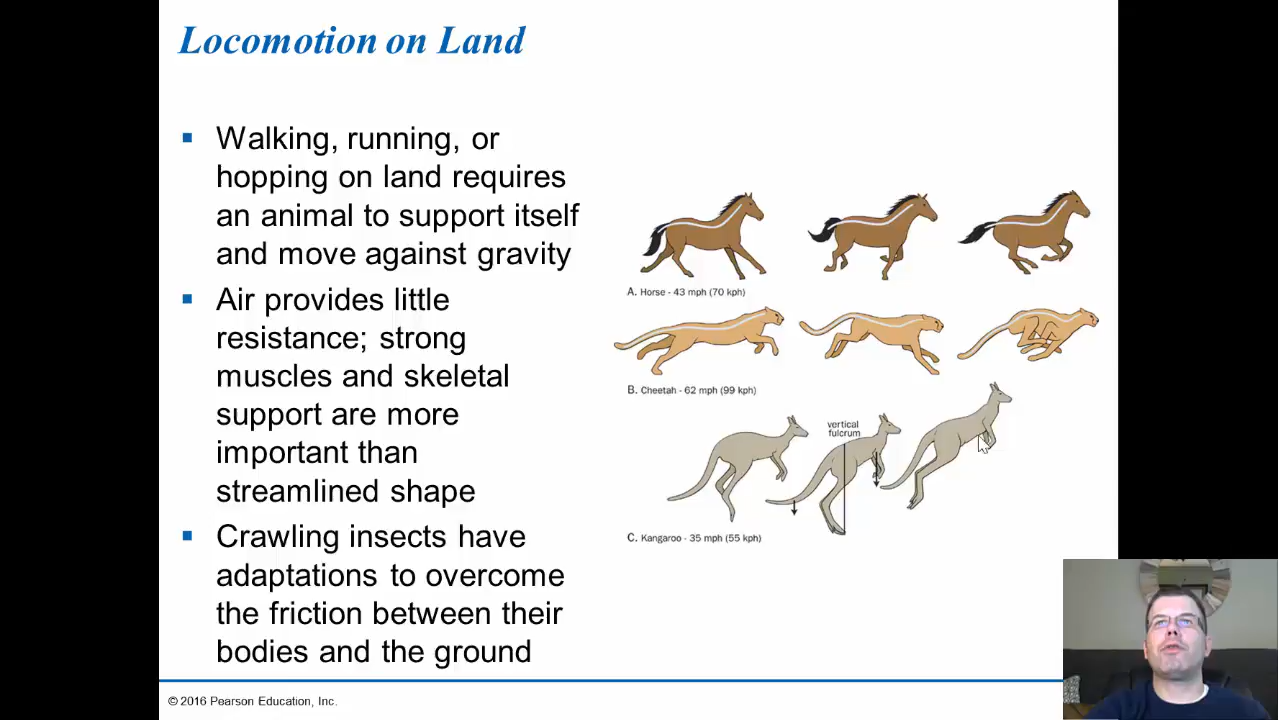 Locomotion on Land
▪ Walking, running, or
hopping on land requires
an animal to support itself
and move against gravity
▪ Air provides little
resistance; strong
muscles and skeletal
support are more
important than
streamlined shape
▪ Crawling insects have
adaptations to overcome
the friction between their
bodies and the ground
A. Horse - 43 mph (70 kph)
B. Cheetah - 62 mph (99 kph)
vertical
fulcrum
C. Kangaroo - 35 mph (55 kph)
© 2016 Pearson Education, Inc.